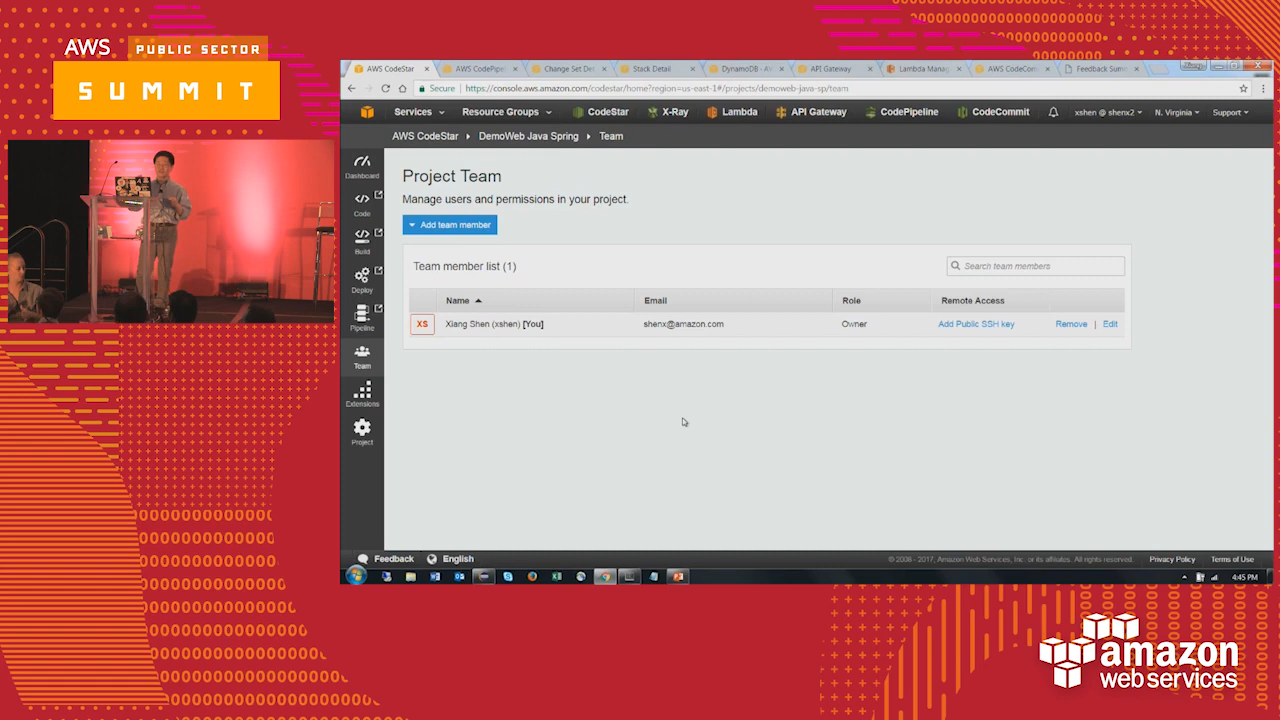 AWS PUBLIC SECTOR
SUMMIT
AWS CodeStar
AWS CodePipe
Change Set De
Stack Detail
DynamoDB - A
API Gateway
Lambda Manag
AWS CodeCom
Feedback Summ
Secure https://console.aws.amazon.com/codestar/home?region=us-east-1#/projects/demoweb-java-sp/team
Services Resource Groups CodeStar X-Ray Lambda API Gateway CodePipeline CodeCommit xshen @ shenx2 N. Virginia Support
AWS CodeStar DemoWeb Java Spring Team
Dashboard
Code
Build
Deploy
Pipeline
Team
Extensions
Project
Project Team
Manage users and permissions in your project.
Add team member
Team member list (1) Search team members
Name Email Role Remote Access
XS Xiang Shen (xshen) [You] shenx@amazon.com Owner Add Public SSH key Remove | Edit
Feedback English © 2008 - 2017, Amazon Web Services, Inc. or its affiliates. All rights reserved. Privacy Policy Terms of Use
4:45 PM
amazon
web services